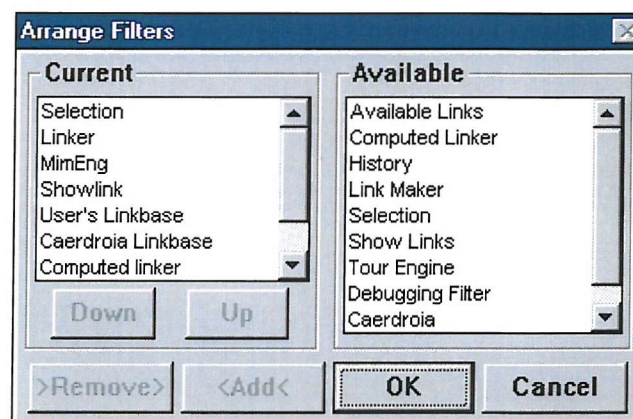 Arrange Filters
Current
Selection
Linker
MimEng
Showlink
User's Linkbase
Caerdroia Linkbase
Computed linker
Down
Up
Available
Available Links
Computed Linker
History
Link Maker
Selection
Show Links
Tour Engine
Debugging Filter
Caerdroia
>Remove>
<Add<
OK
Cancel